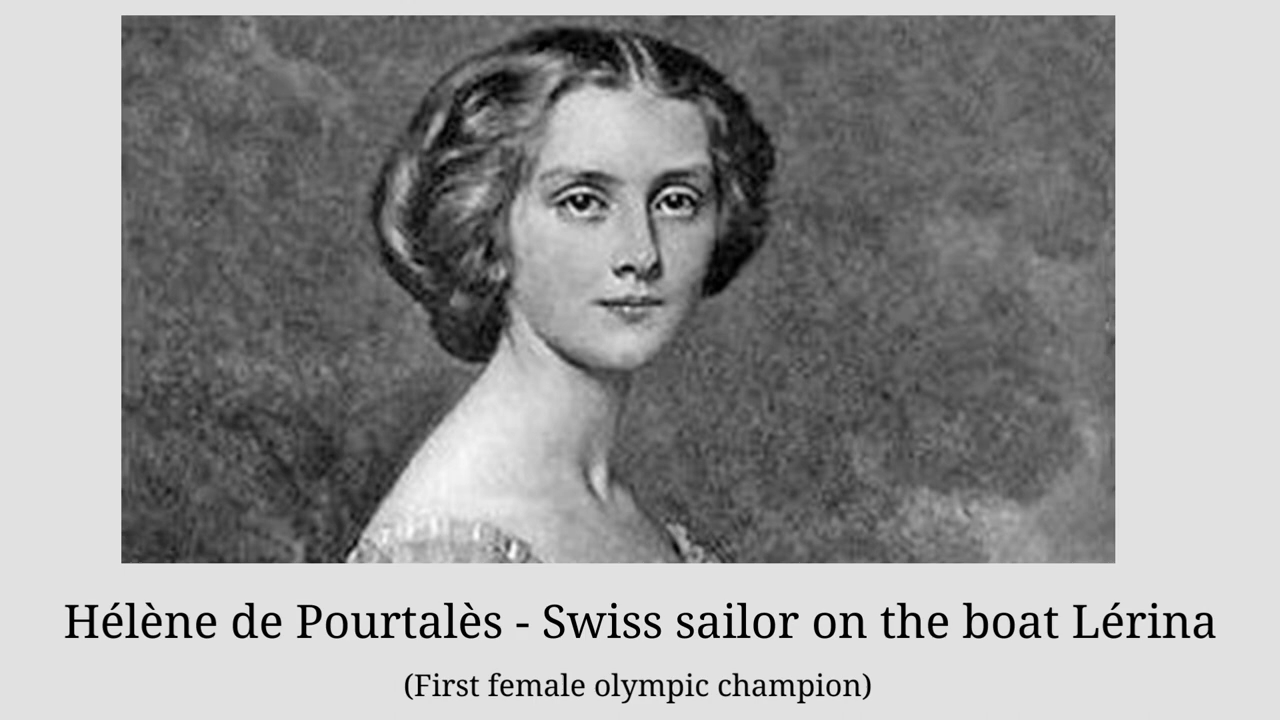 Hélène de Pourtalès - Swiss sailor on the boat Lérina
(First female olympic champion)